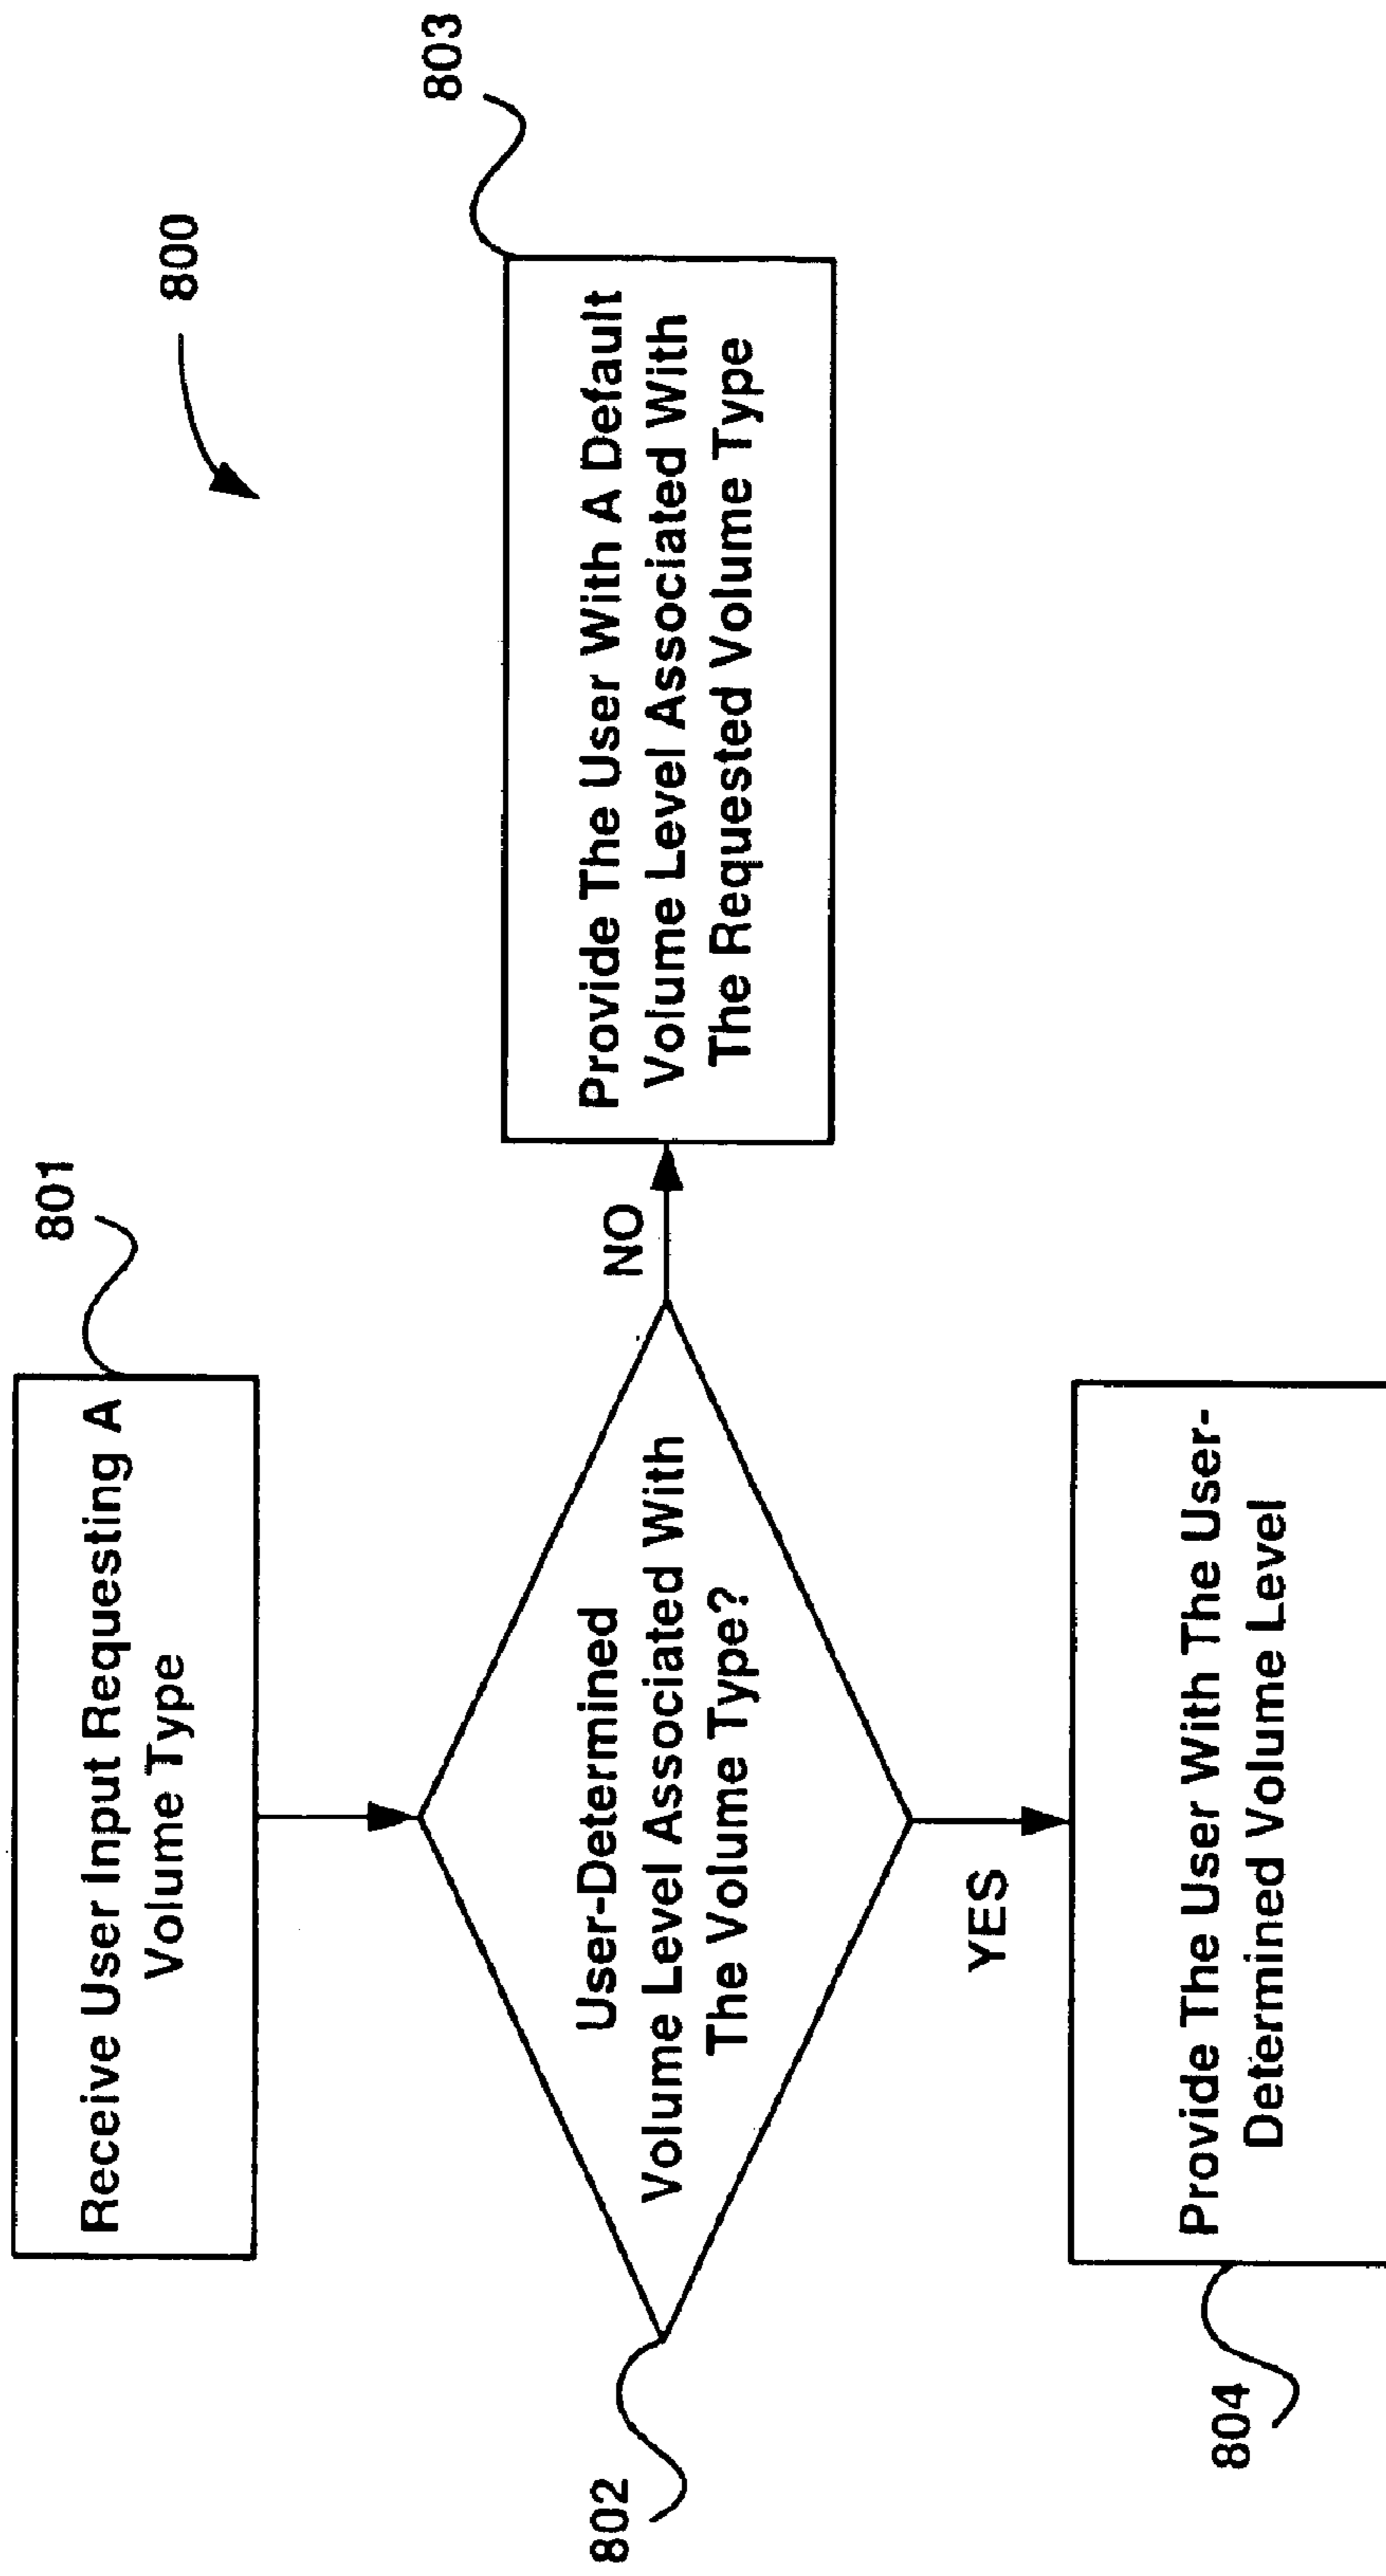 800
801
Receive User Input Requesting A
Volume Type
802
User-Determined
Volume Level Associated With
The Volume Type?
NO
803
Provide The User With A Default
Volume Level Associated With
The Requested Volume Type
YES
804
Provide The User With The User-
Determined Volume Level